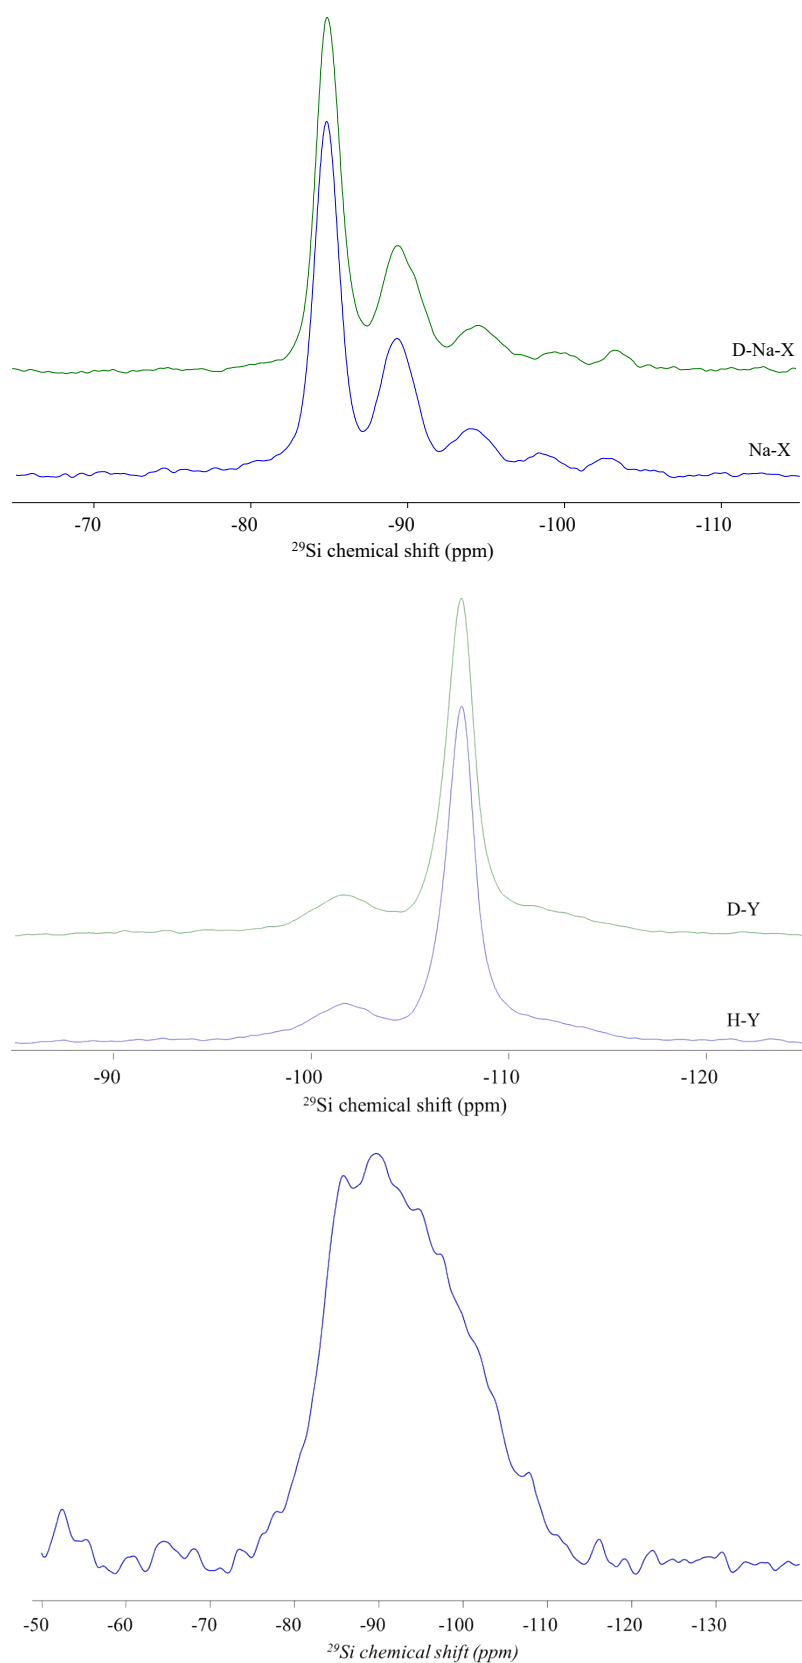 D-Na-X
Na-X
-70 -80 -90 -100 -110
²⁹Si chemical shift (ppm)
D-Y
H-Y
-90 -100 -110 -120
²⁹Si chemical shift (ppm)
-50 -60 -70 -80 -90 -100 -110 -120 -130
²⁹Si chemical shift (ppm)